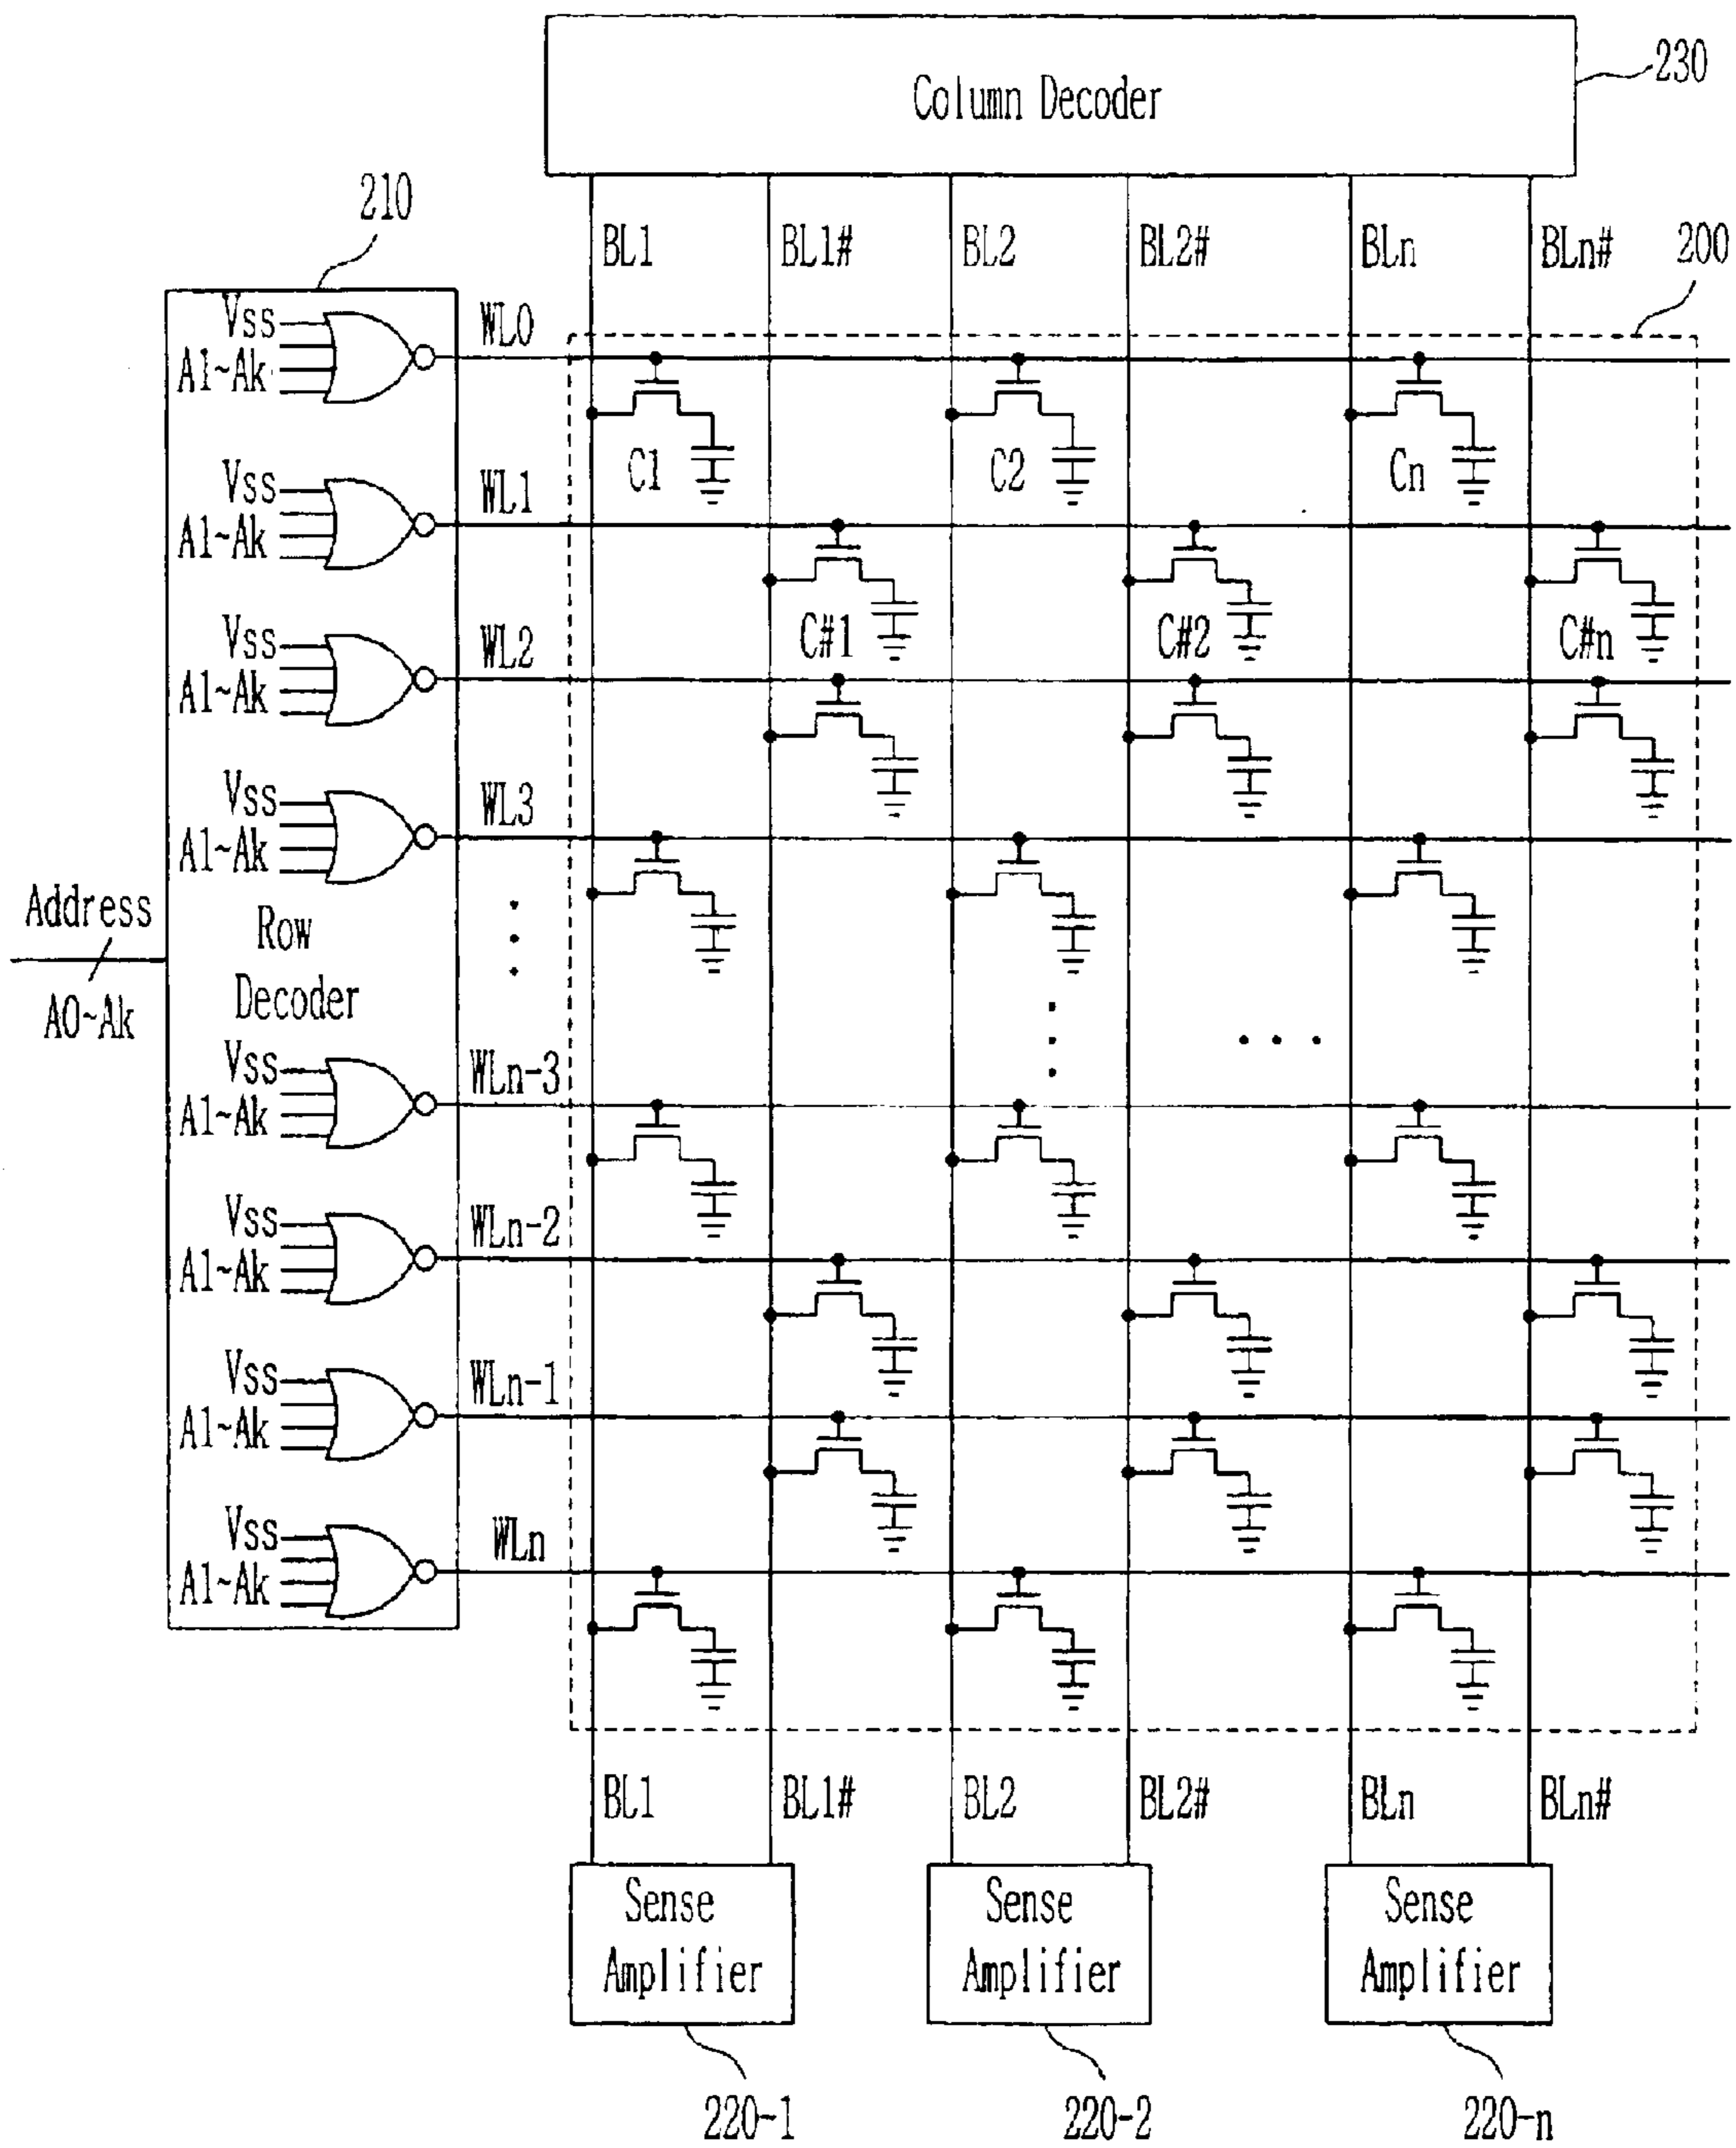 Column Decoder
230
210
BL1 BL1# BL2 BL2# BLn BLn#
200
Vss
A1~Ak
WL0
C1 C2 Cn
Vss
A1~Ak
WL1
C#1 C#2 C#n
Vss
A1~Ak
WL2
Vss
A1~Ak
WL3
Address
A0~Ak
Row
Decoder
Vss
A1~Ak
WLn-3
Vss
A1~Ak
WLn-2
Vss
A1~Ak
WLn-1
Vss
A1~Ak
WLn
BL1 BL1# BL2 BL2# BLn BLn#
Sense
Amplifier
Sense
Amplifier
Sense
Amplifier
220-1 220-2 220-n